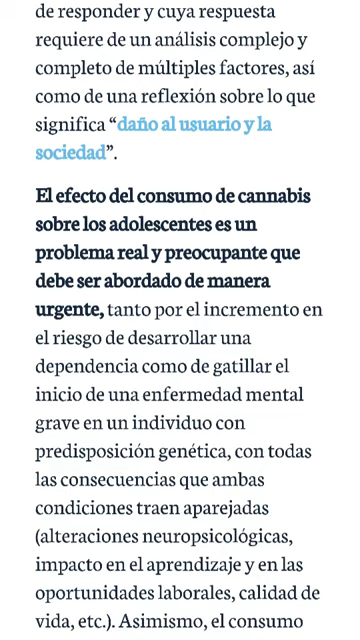 de responder y cuya respuesta
requiere de un análisis complejo y
completo de múltiples factores, así
como de una reflexión sobre lo que
significa “daño al usuario y la
sociedad”.
El efecto del consumo de cannabis
sobre los adolescentes es un
problema real y preocupante que
debe ser abordado de manera
urgente, tanto por el incremento en
el riesgo de desarrollar una
dependencia como de gatillar el
inicio de una enfermedad mental
grave en un individuo con
predisposición genética, con todas
las consecuencias que ambas
condiciones traen aparejadas
(alteraciones neuropsicológicas,
impacto en el aprendizaje y en las
oportunidades laborales, calidad de
vida, etc.). Asimismo, el consumo